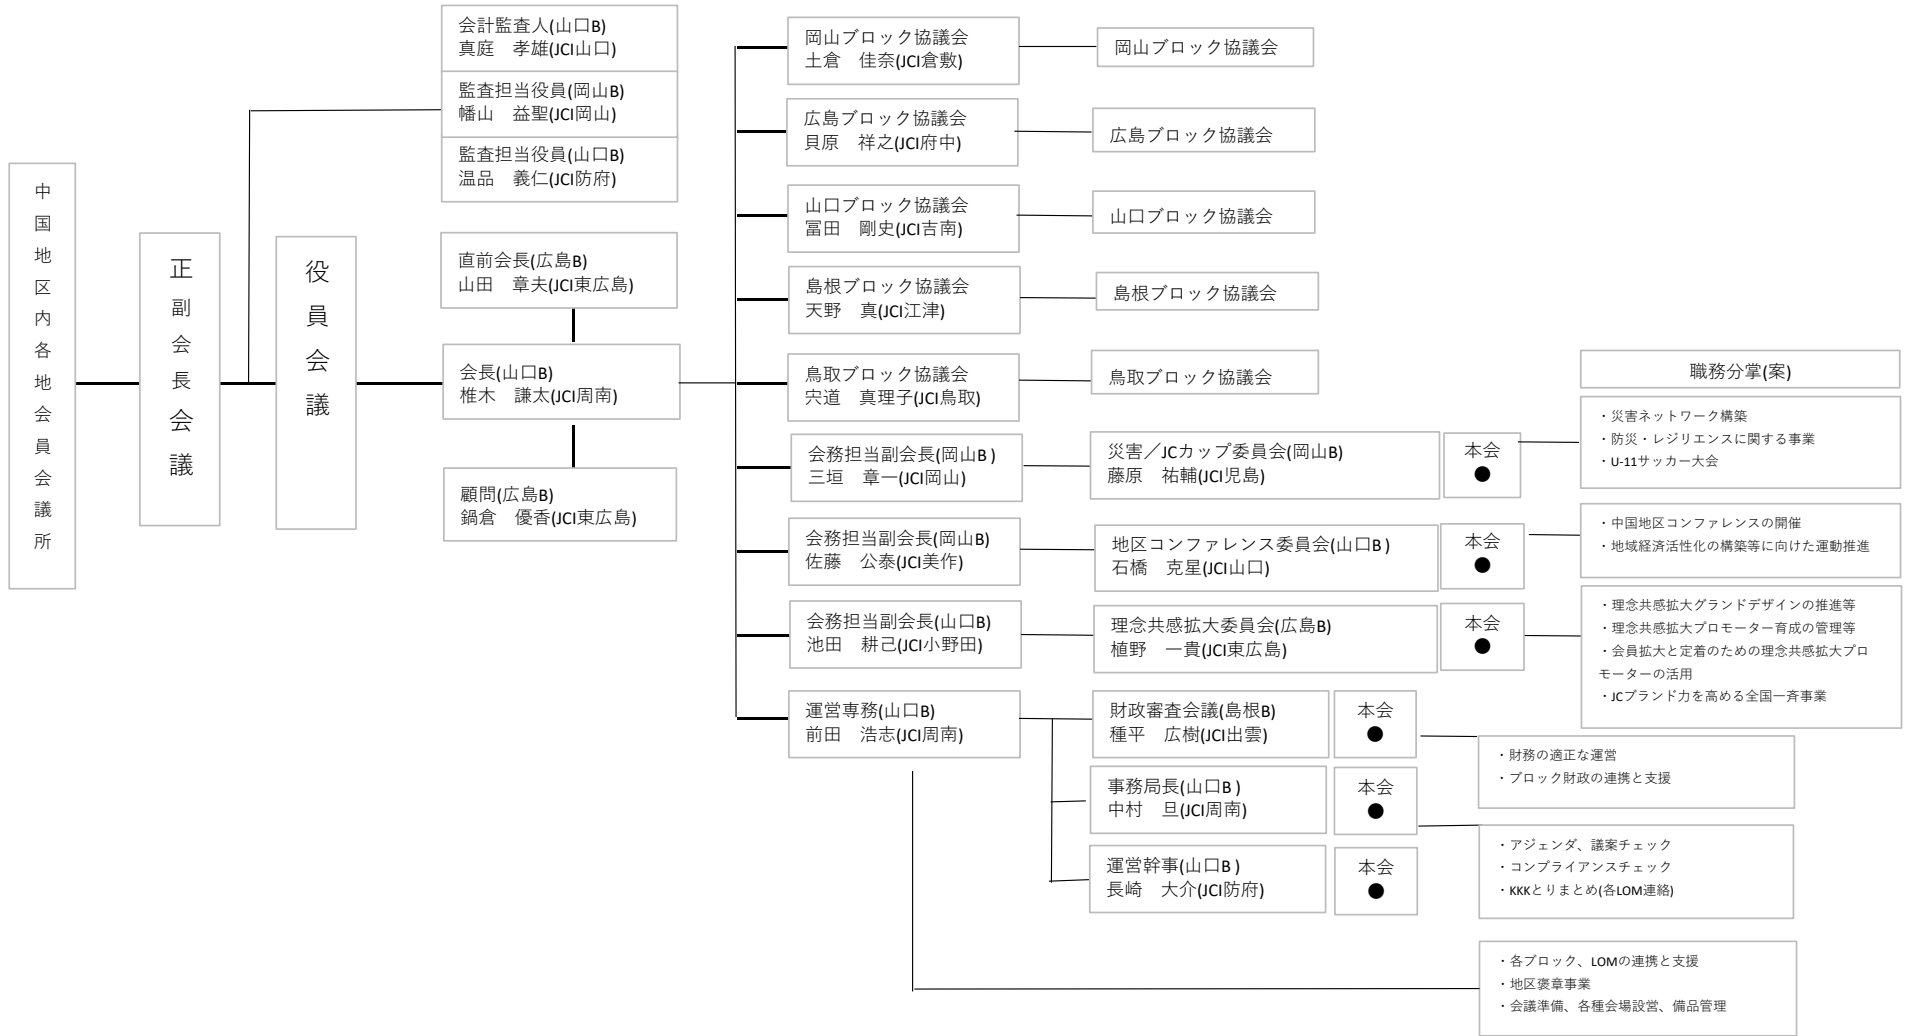 中国地区内各地会員会議所
正副会長会議
役員会議
会計監査人(山口B)
真庭　孝雄(JCI山口)
監査担当役員(岡山B)
幡山　益聖(JCI岡山)
監査担当役員(山口B)
温品　義仁(JCI防府)
直前会長(広島B)
山田　章夫(JCI東広島)
会長(山口B)
椎木　謙太(JCI周南)
顧問(広島B)
鍋倉　優香(JCI東広島)
岡山ブロック協議会
土倉　佳奈(JCI倉敷)
岡山ブロック協議会
広島ブロック協議会
貝原　祥之(JCI府中)
広島ブロック協議会
山口ブロック協議会
冨田　剛史(JCI吉南)
山口ブロック協議会
島根ブロック協議会
天野　真(JCI江津)
島根ブロック協議会
鳥取ブロック協議会
宍道　真理子(JCI鳥取)
鳥取ブロック協議会
職務分掌(案)
会務担当副会長(岡山B)
三垣　章一(JCI岡山)
災害／JCカップ委員会(岡山B)
藤原　祐輔(JCI児島)
本会
●
・災害ネットワーク構築
・防災・レジリエンスに関する事業
・U-11サッカー大会
会務担当副会長(岡山B)
佐藤　公泰(JCI美作)
地区コンファレンス委員会(山口B)
石橋　克星(JCI山口)
本会
●
・中国地区コンファレンスの開催
・地域経済活性化の構築等に向けた運動推進
会務担当副会長(山口B)
池田　耕己(JCI小野田)
理念共感拡大委員会(広島B)
植野　一貴(JCI東広島)
本会
●
・理念共感拡大グランドデザインの推進等
・理念共感拡大プロモーター育成の管理等
・会員拡大と定着のための理念共感拡大プロ
モーターの活用
・JCブランド力を高める全国一斉事業
運営専務(山口B)
前田　浩志(JCI周南)
財政審査会議(島根B)
種平　広樹(JCI出雲)
本会
●
・財務の適正な運営
・ブロック財政の連携と支援
事務局長(山口B)
中村　旦(JCI周南)
本会
●
・アジェンダ、議案チェック
・コンプライアンスチェック
・KKKとりまとめ(各LOM連絡)
運営幹事(山口B)
長崎　大介(JCI防府)
本会
●
・各ブロック、LOMの連携と支援
・地区褒章事業
・会議準備、各種会場設営、備品管理